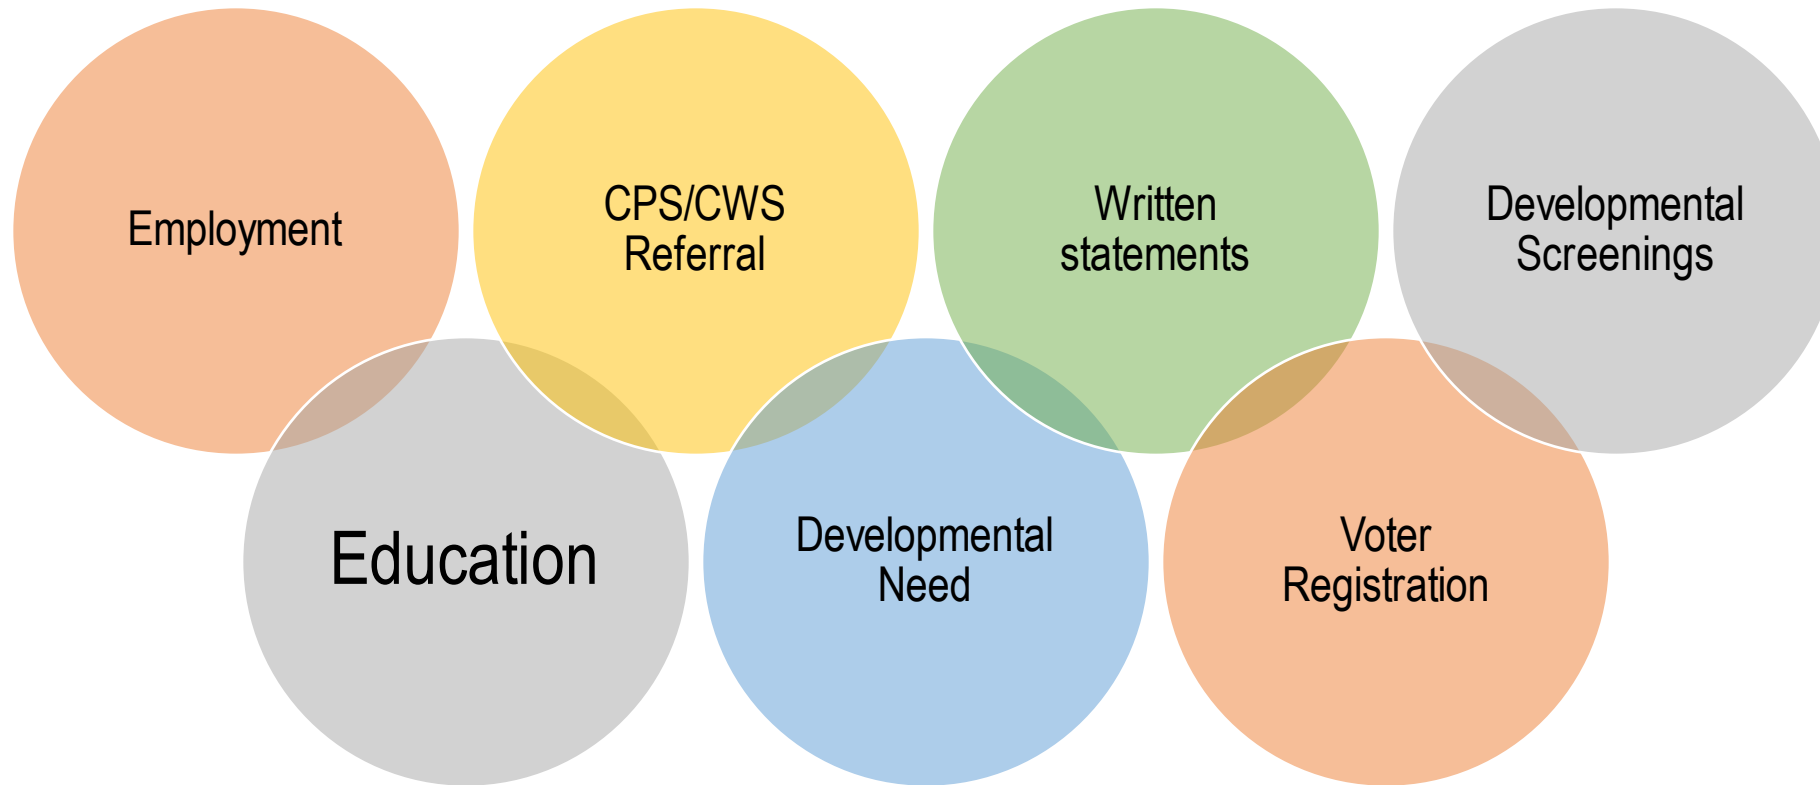 Employment
CPS/CWS
Referral
Written
statements
Developmental
Screenings
Education
Developmental
Need
Voter
Registration